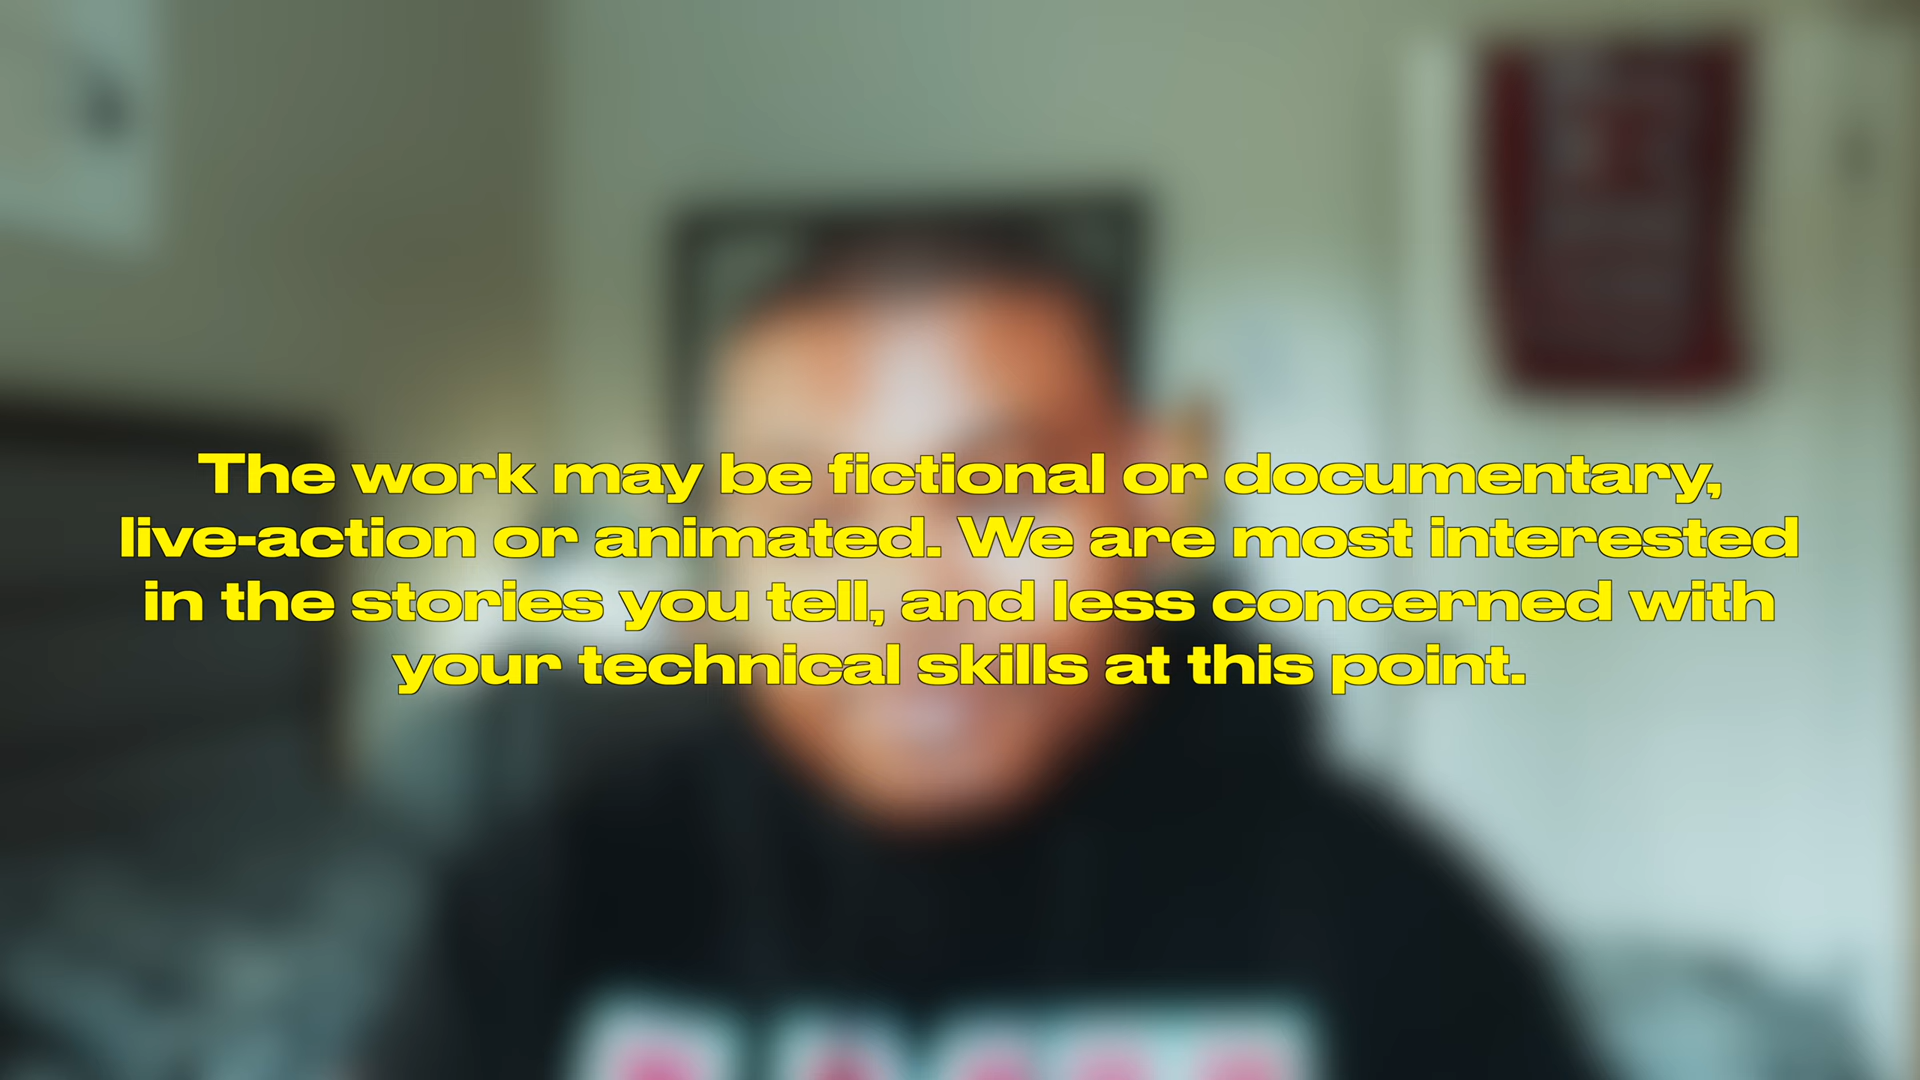 The work may be fictional or documentary,
live-action or animated. We are most interested
in the stories you tell, and less concerned with
your technical skills at this point.